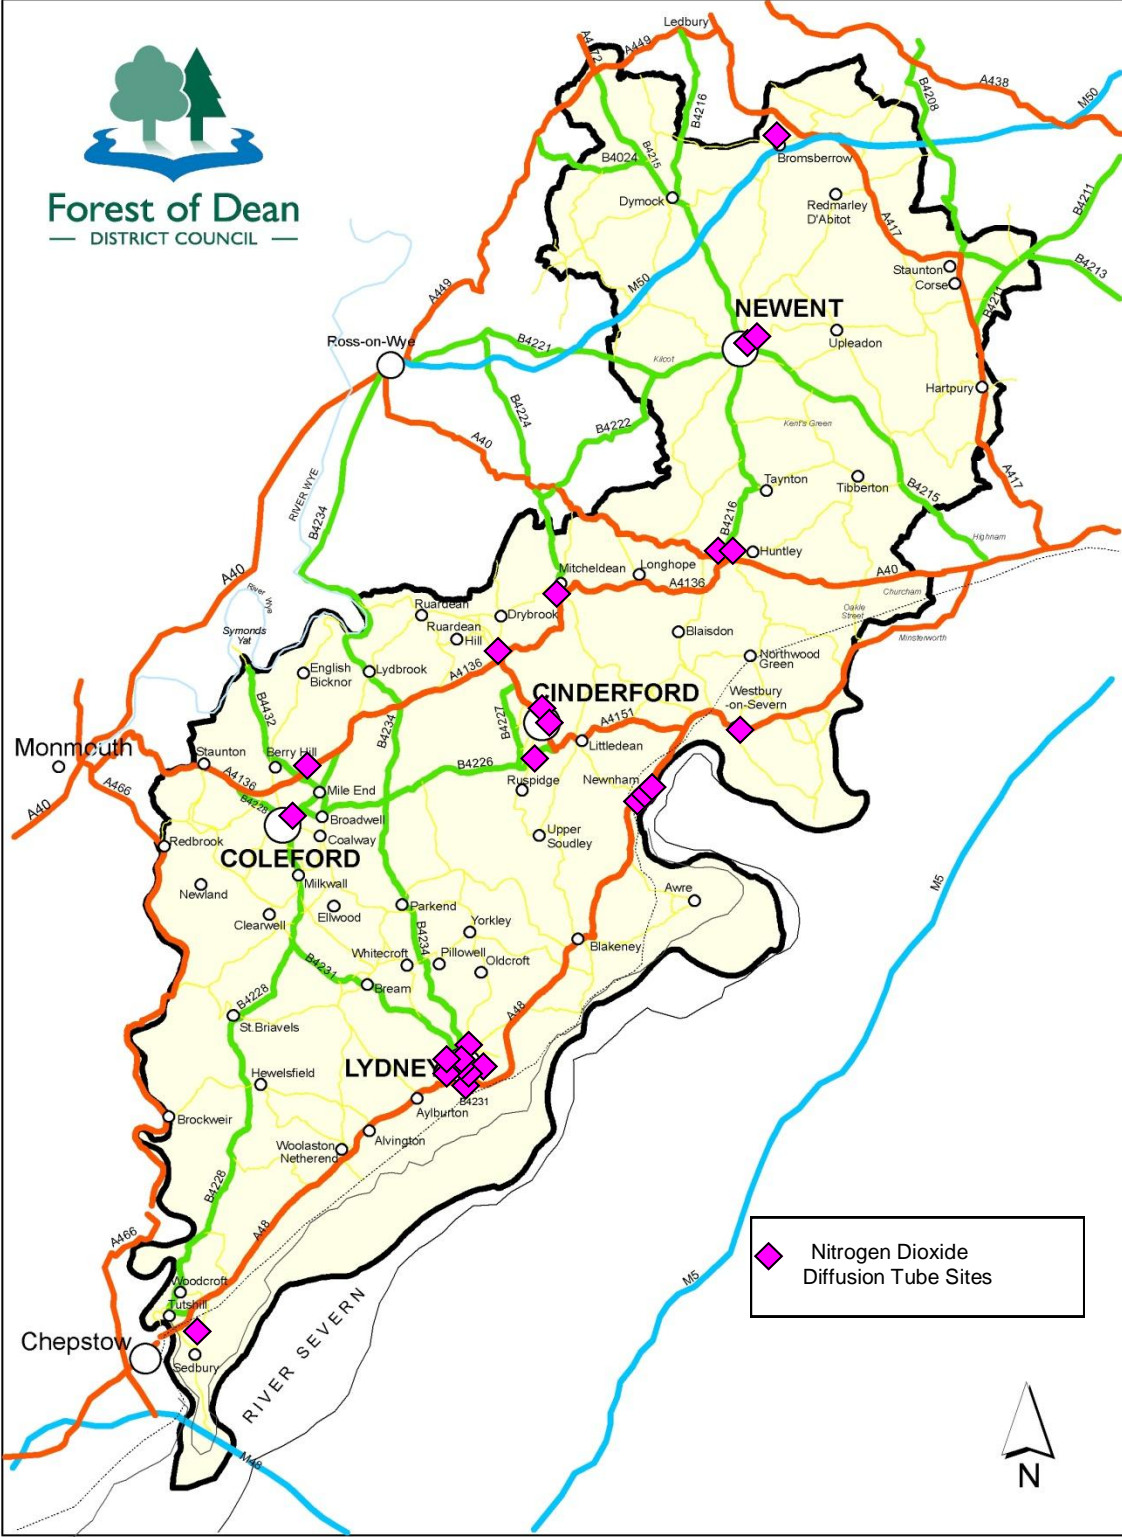 Ledbury
A4172
A449
A438
B4216
B4208
M50
Forest of Dean
DISTRICT COUNCIL
B4024
B4215
Bromsberrow
Dymock
Redmarley
D'Abitot
B4211
A417
Staunton
Corse
B4213
A449
M50
B4211
NEWENT
Ross-on-Wye
B4221
Kilcot
Upleadon
Hartpury
B4224
B4222
Kent's Green
A40
RIVER WYE
B4234
Taynton
Tibberton
B4215
A417
B4216
Highnam
Huntley
Mitcheldean
Longhope
A4136
A40
A40
River Wye
Churcham
Oakle
Street
Minsterworth
Ruardean
Drybrook
Ruardean
Hill
Blaisdon
Symonds
Yat
Northwood
Green
English
Bicknor
Lydbrook
A4136
CINDERFORD
Westbury
-on-Severn
B4432
B4234
B4227
A4151
Littledean
Monmouth
Staunton
Berry Hill
A4136
B4226
Ruspidge
Newnham
A466
Mile End
B4228
A40
Broadwell
Coalway
Redbrook
Upper
Soudley
COLEFORD
M5
Milkwall
Newland
Awre
Ellwood
Parkend
Clearwell
Yorkley
B4234
Blakeney
Whitecroft
Pillowell
Oldcroft
B4231
Bream
B4228
A48
St.Briavels
LYDNEY
Hewelsfield
B4231
Aylburton
Brockweir
Alvington
Woolaston
Netherend
B4228
A48
A466
Nitrogen Dioxide
Diffusion Tube Sites
M5
Woodcroft
Tutshill
Chepstow
Sedbury
RIVER SEVERN
M48
N